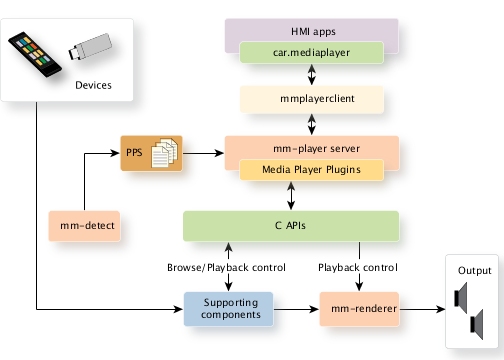 HMI apps
car.mediaplayer
Devices
mmplayerclient
PPS
mm-player server
Media Player Plugins
mm-detect
C APIs
Browse/Playback control
Playback control
Output
Supporting
components
mm-renderer